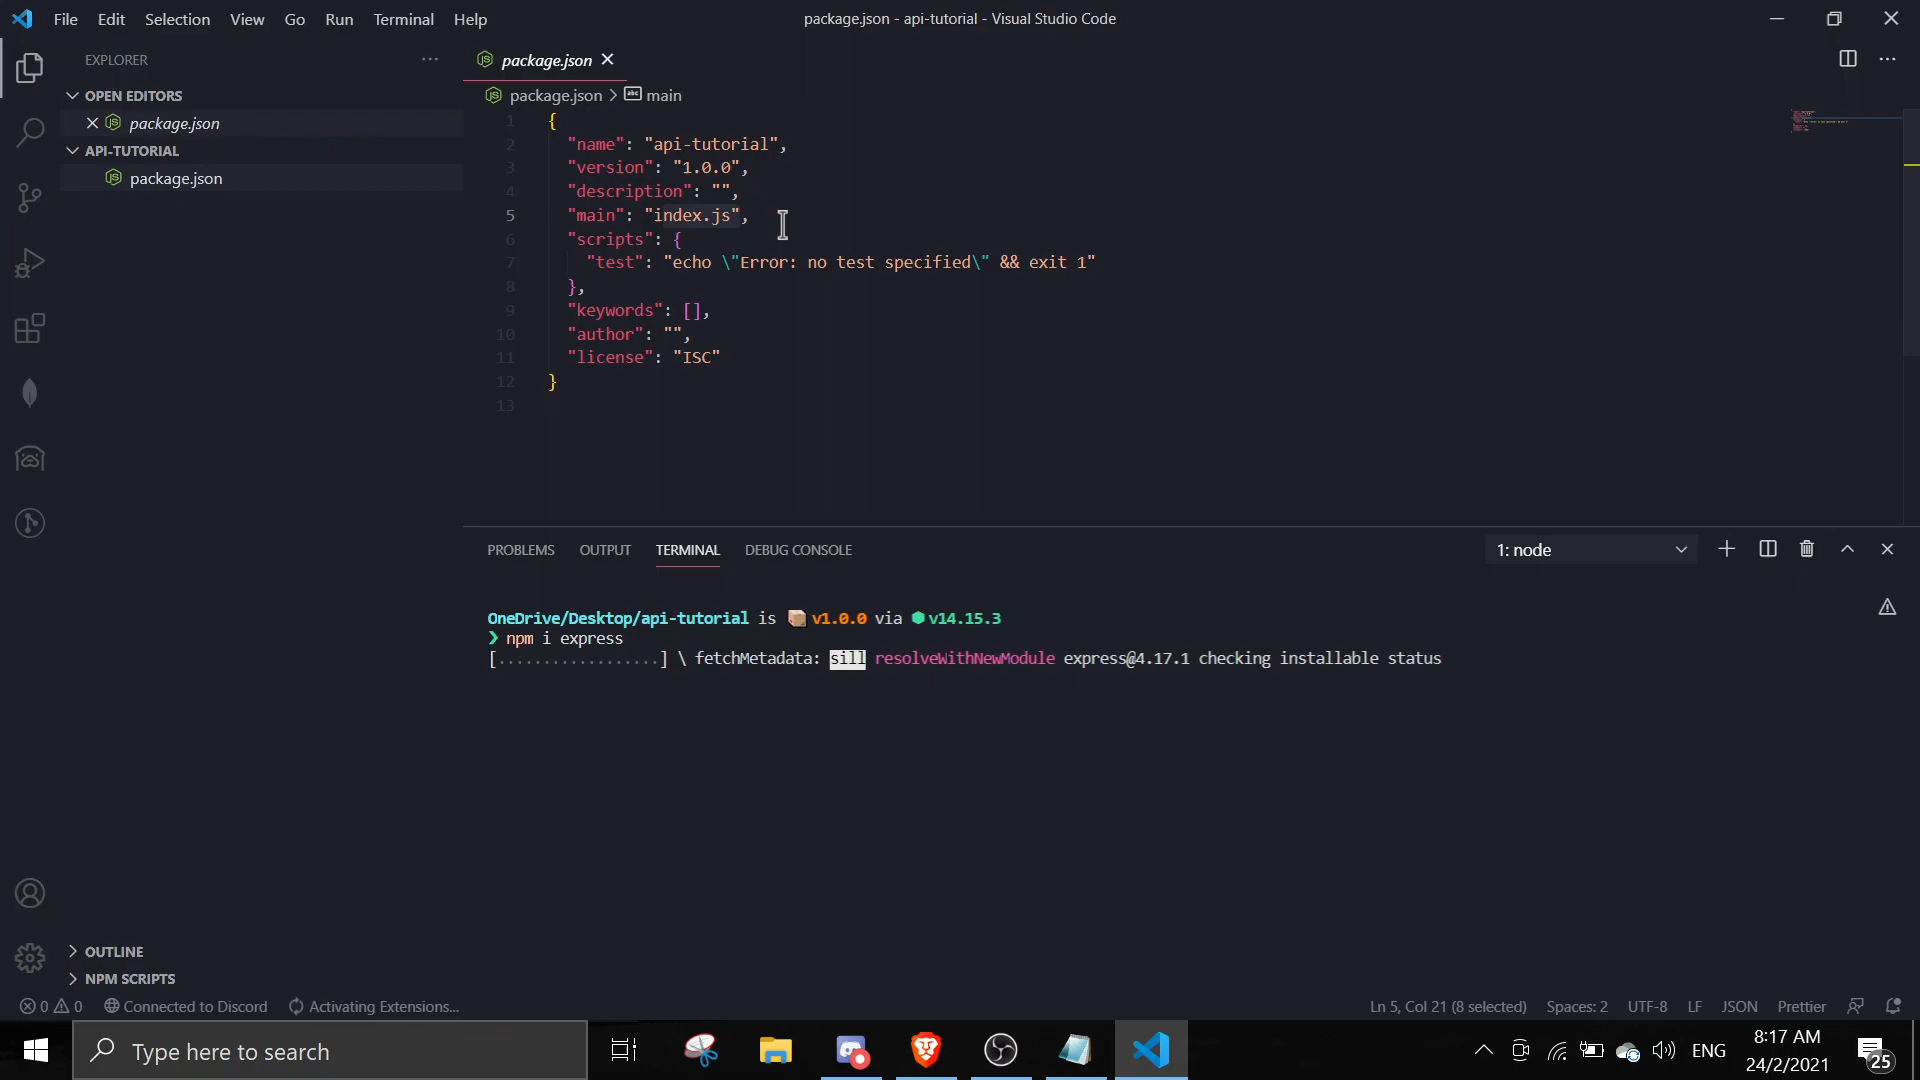 File Edit Selection View Go Run Terminal Help
package.json - api-tutorial - Visual Studio Code
EXPLORER
OPEN EDITORS
package.json
API-TUTORIAL
package.json
OUTLINE
NPM SCRIPTS
package.json
package.json > main
1 {
2 "name": "api-tutorial",
3 "version": "1.0.0",
4 "description": "",
5 "main": "index.js",
6 "scripts": {
7 "test": "echo \"Error: no test specified\" && exit 1"
8 },
9 "keywords": [],
10 "author": "",
11 "license": "ISC"
12 }
13
PROBLEMS OUTPUT TERMINAL DEBUG CONSOLE
1: node
OneDrive/Desktop/api-tutorial is v1.0.0 via v14.15.3
❯ npm i express
[..................] \ fetchMetadata: sill resolveWithNewModule express@4.17.1 checking installable status
0 0 Connected to Discord Activating Extensions...
Ln 5, Col 21 (8 selected) Spaces: 2 UTF-8 LF JSON Prettier
Type here to search
ENG
8:17 AM
24/2/2021
25